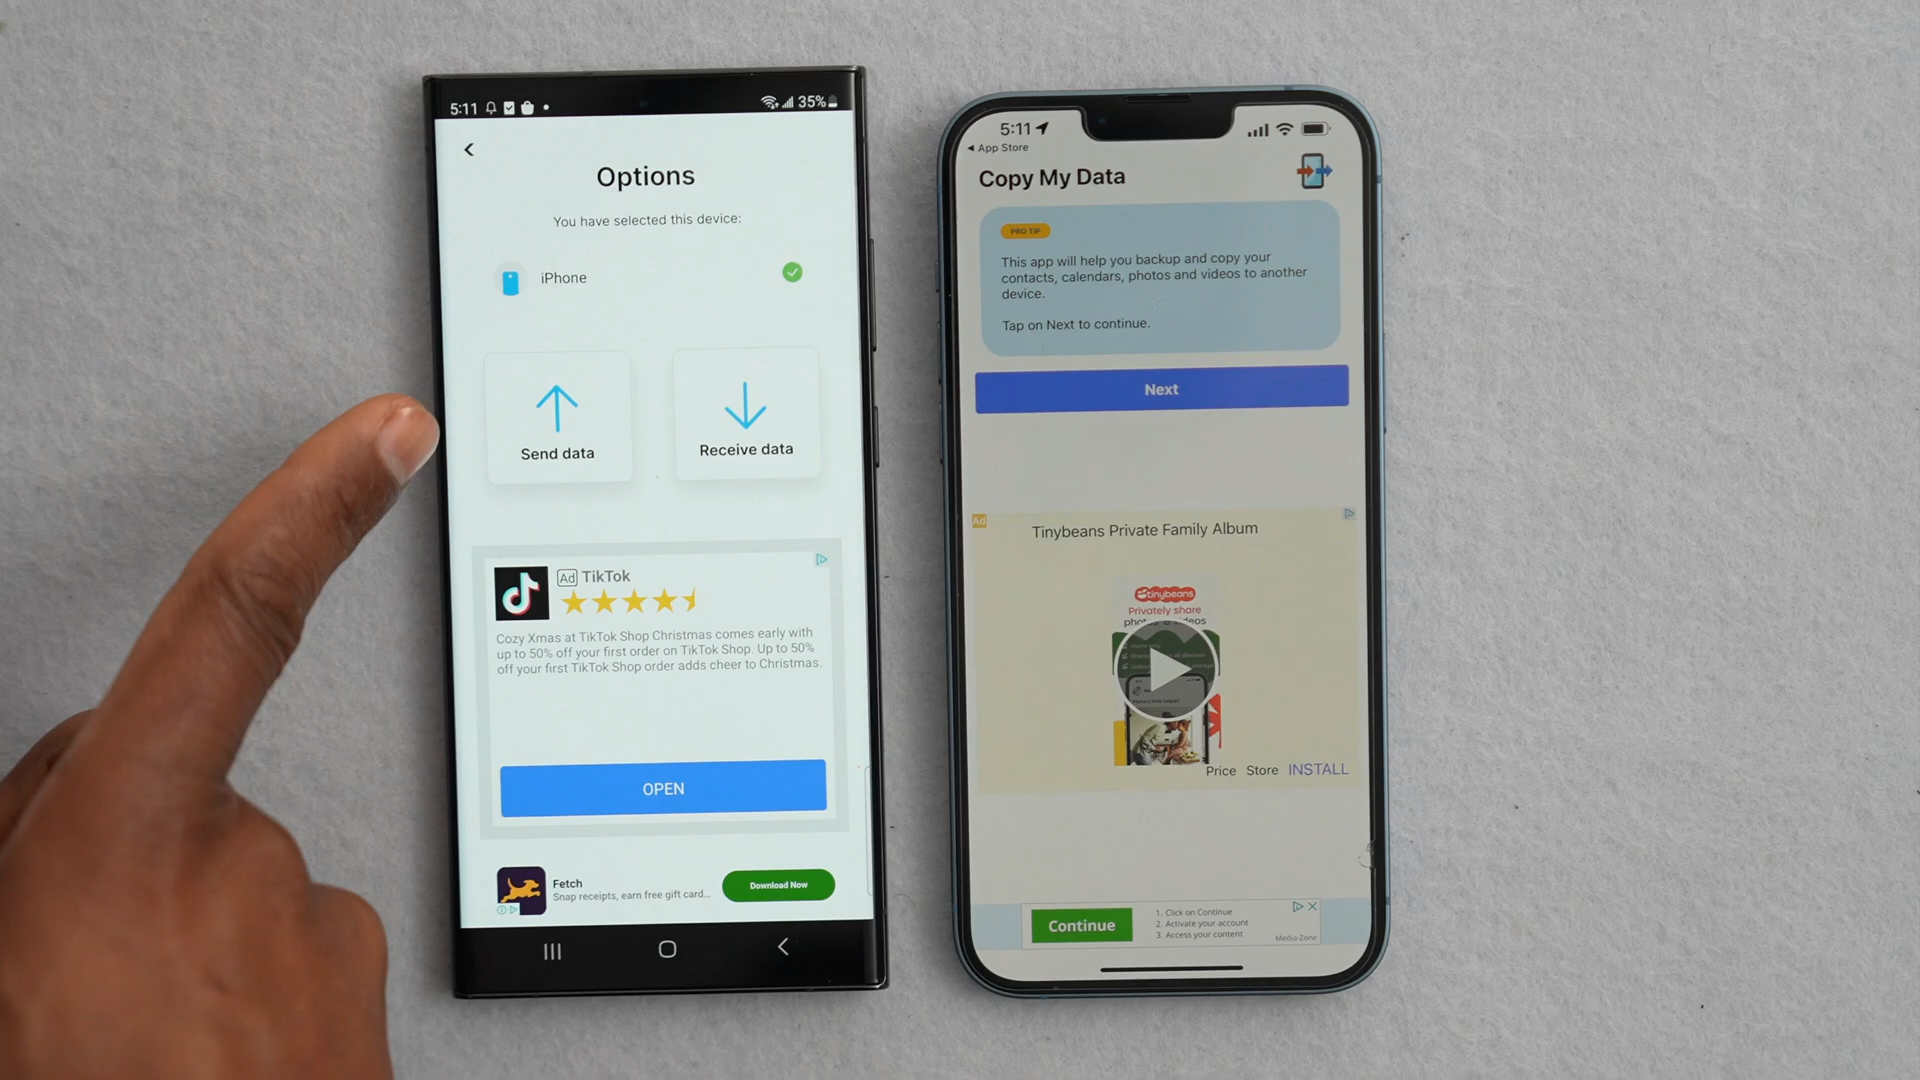 5:11
35%
Options
You have selected this device:
iPhone
Send data
Receive data
Ad TikTok
Cozy Xmas at TikTok Shop Christmas comes early with
up to 50% off your first order on TikTok Shop. Up to 50%
off your first TikTok Shop order adds cheer to Christmas.
OPEN
Fetch
Snap receipts, earn free gift card...
Download Now
5:11
App Store
Copy My Data
PRO TIP
This app will help you backup and copy your
contacts, calendars, photos and videos to another
device.
Tap on Next to continue.
Next
Ad
Tinybeans Private Family Album
tinybeans
Privately share
Price Store INSTALL
Continue
1. Click on Continue
2. Activate your account
3. Access your content
Media-Zone